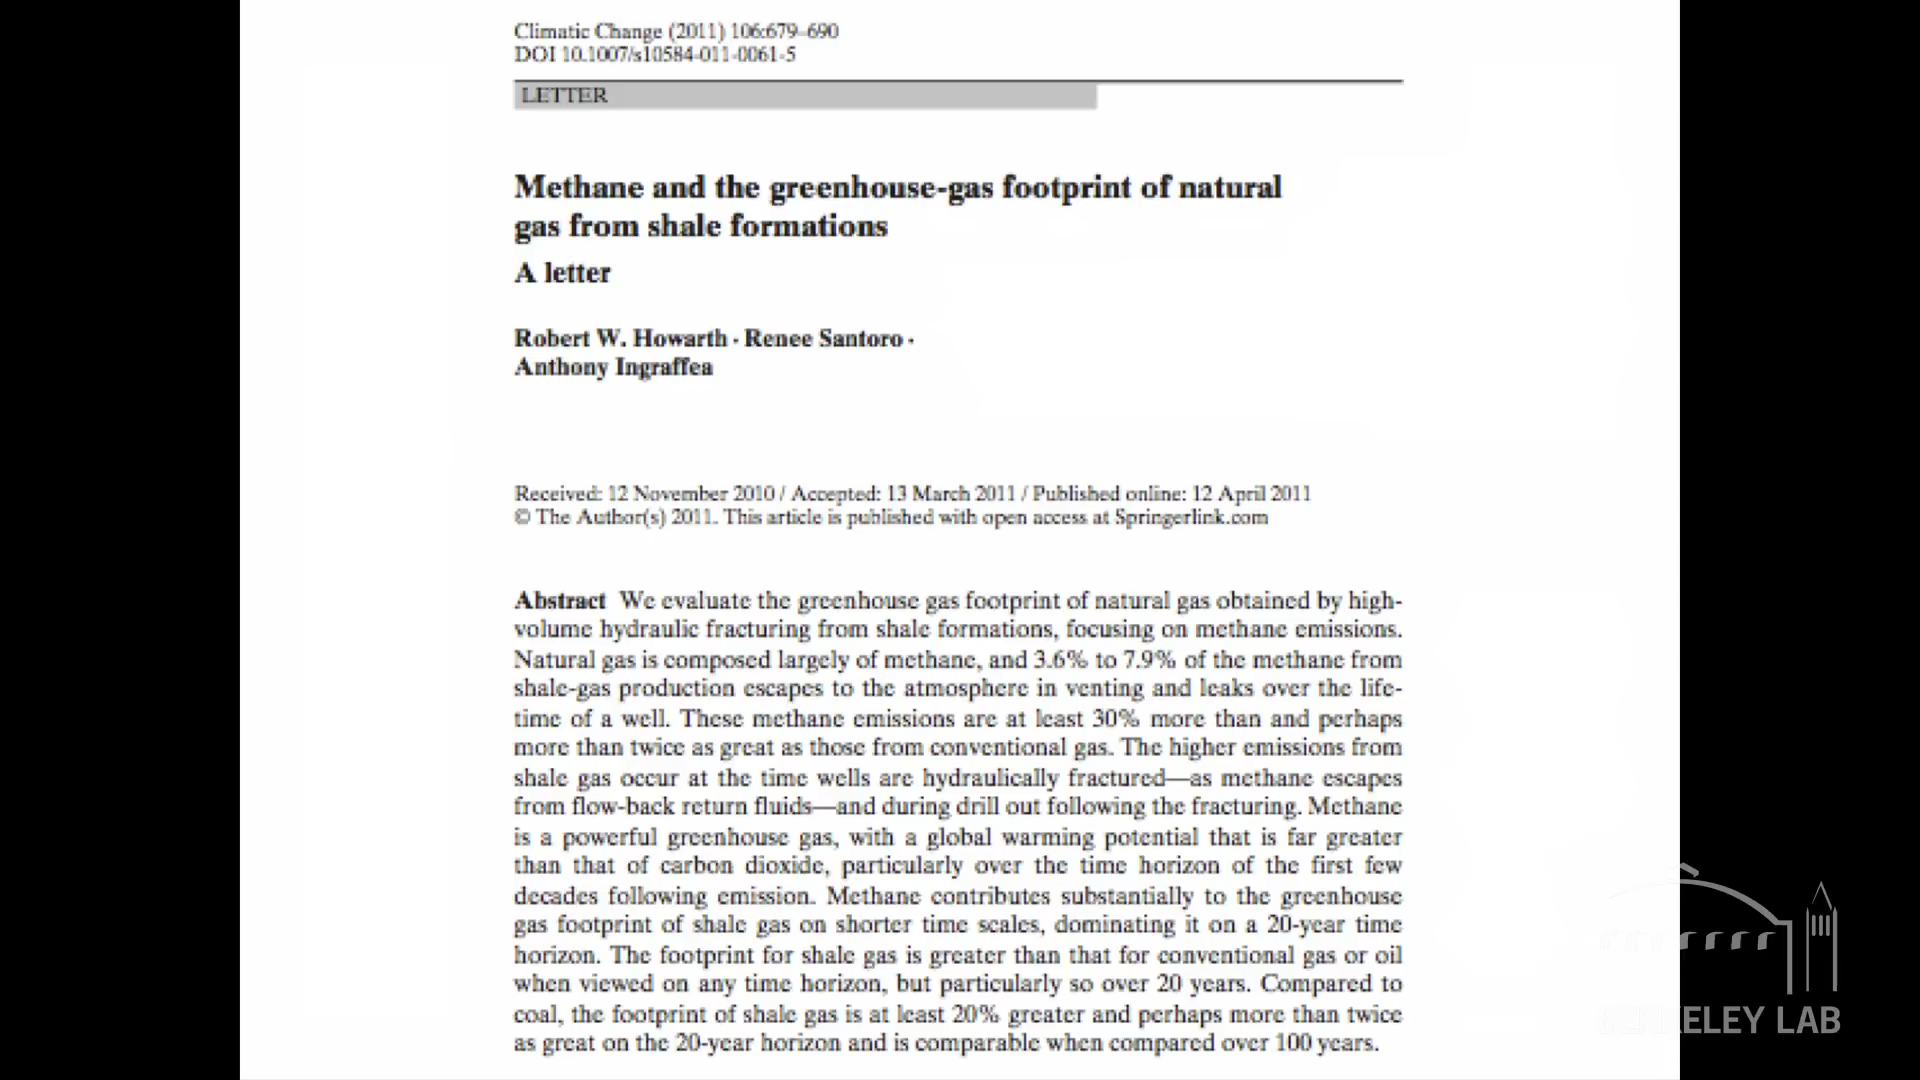 Climatic Change (2011) 106:679–690
DOI 10.1007/s10584-011-0061-5
LETTER
Methane and the greenhouse-gas footprint of natural
gas from shale formations
A letter
Robert W. Howarth · Renee Santoro ·
Anthony Ingraffea
Received: 12 November 2010 / Accepted: 13 March 2011 / Published online: 12 April 2011
© The Author(s) 2011. This article is published with open access at Springerlink.com
Abstract We evaluate the greenhouse gas footprint of natural gas obtained by high-
volume hydraulic fracturing from shale formations, focusing on methane emissions.
Natural gas is composed largely of methane, and 3.6% to 7.9% of the methane from
shale-gas production escapes to the atmosphere in venting and leaks over the life-
time of a well. These methane emissions are at least 30% more than and perhaps
more than twice as great as those from conventional gas. The higher emissions from
shale gas occur at the time wells are hydraulically fractured—as methane escapes
from flow-back return fluids—and during drill out following the fracturing. Methane
is a powerful greenhouse gas, with a global warming potential that is far greater
than that of carbon dioxide, particularly over the time horizon of the first few
decades following emission. Methane contributes substantially to the greenhouse
gas footprint of shale gas on shorter time scales, dominating it on a 20-year time
horizon. The footprint for shale gas is greater than that for conventional gas or oil
when viewed on any time horizon, but particularly so over 20 years. Compared to
coal, the footprint of shale gas is at least 20% greater and perhaps more than twice
as great on the 20-year horizon and is comparable when compared over 100 years.
BERKELEY LAB